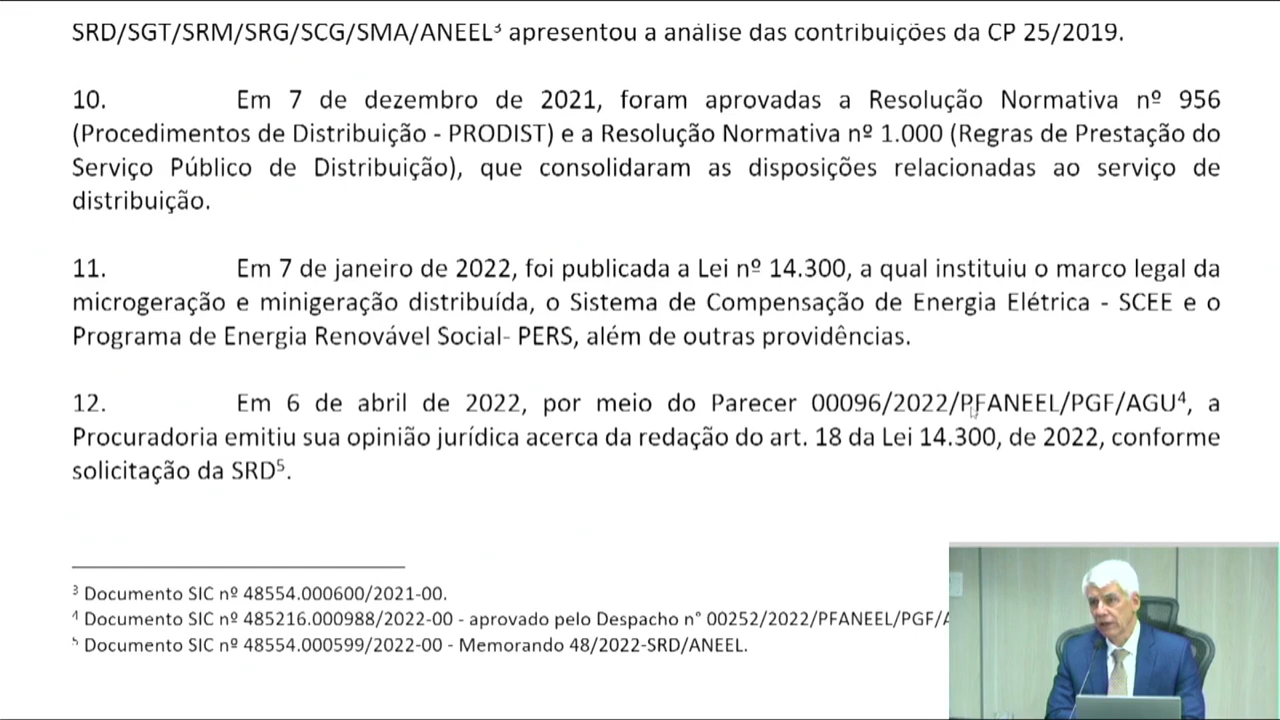 SRD/SGT/SRM/SRG/SCG/SMA/ANEEL³ apresentou a análise das contribuições da CP 25/2019.
10. Em 7 de dezembro de 2021, foram aprovadas a Resolução Normativa nº 956
(Procedimentos de Distribuição - PRODIST) e a Resolução Normativa nº 1.000 (Regras de Prestação do
Serviço Público de Distribuição), que consolidaram as disposições relacionadas ao serviço de
distribuição.
11. Em 7 de janeiro de 2022, foi publicada a Lei nº 14.300, a qual instituiu o marco legal da
microgeração e minigeração distribuída, o Sistema de Compensação de Energia Elétrica - SCEE e o
Programa de Energia Renovável Social- PERS, além de outras providências.
12. Em 6 de abril de 2022, por meio do Parecer 00096/2022/PFANEEL/PGF/AGU⁴, a
Procuradoria emitiu sua opinião jurídica acerca da redação do art. 18 da Lei 14.300, de 2022, conforme
solicitação da SRD⁵.
³ Documento SIC nº 48554.000600/2021-00.
⁴ Documento SIC nº 485216.000988/2022-00 - aprovado pelo Despacho n° 00252/2022/PFANEEL/PGF/
⁵ Documento SIC nº 48554.000599/2022-00 - Memorando 48/2022-SRD/ANEEL.